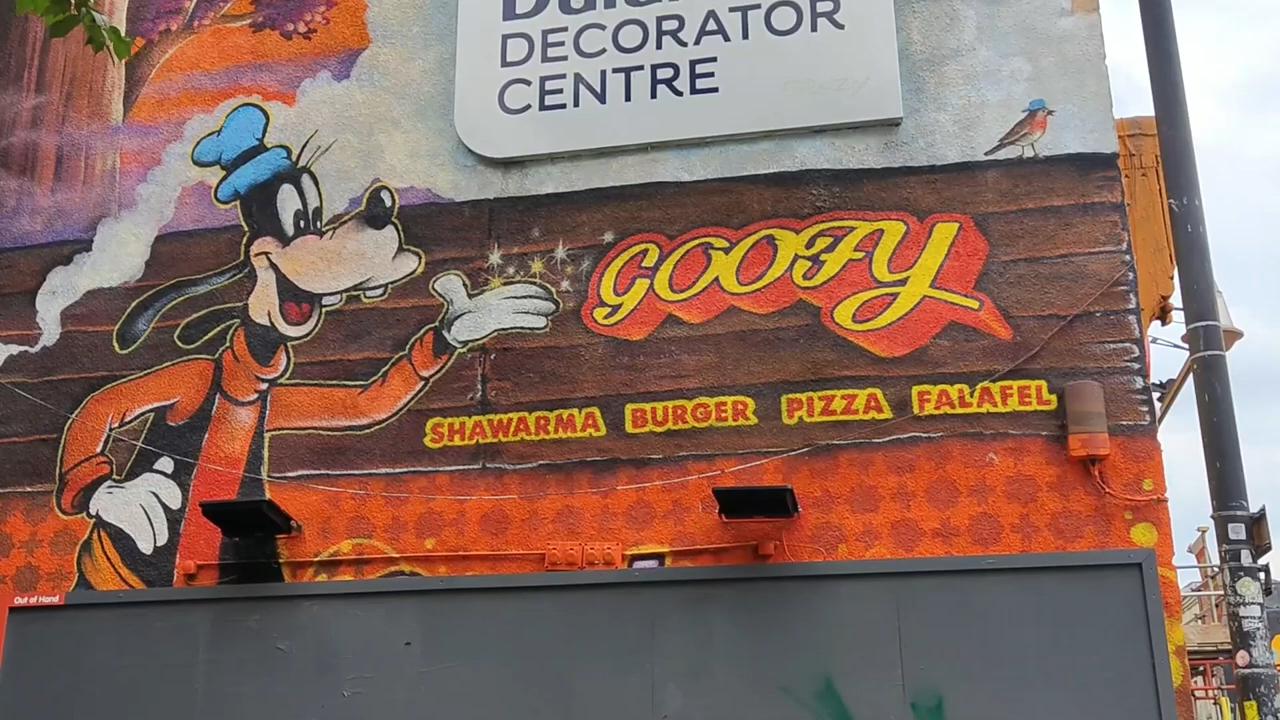 DECORATOR
CENTRE
GOOFY
SHAWARMA BURGER PIZZA FALAFEL
Out of Hand